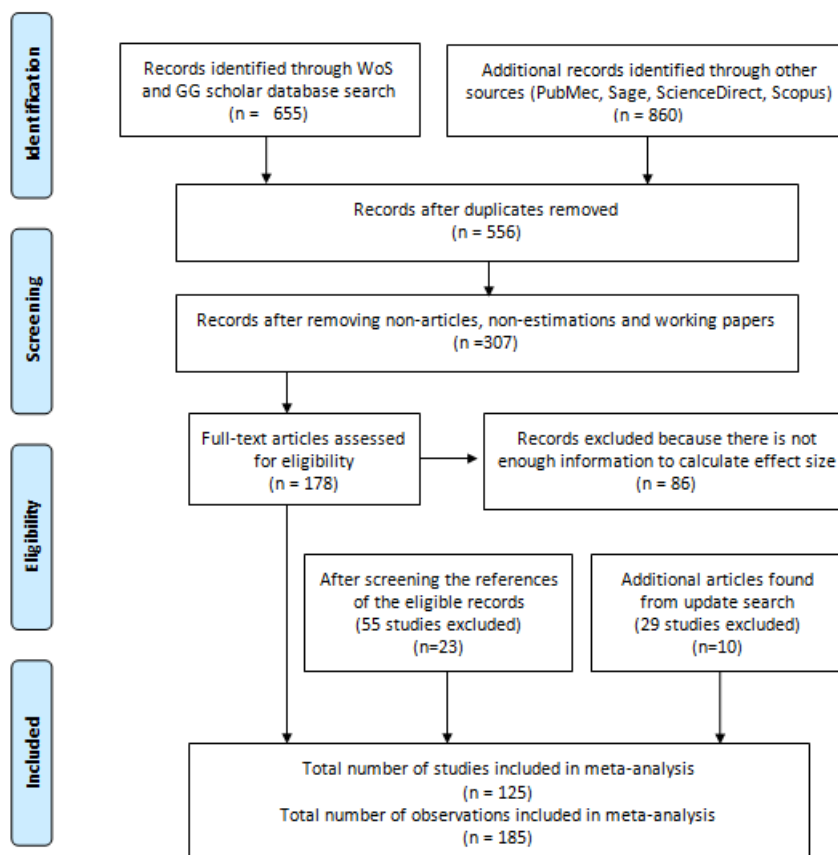 Identification
Records identified through WoS
and GG scholar database search
(n = 655)
Additional records identified through other
sources (PubMec, Sage, ScienceDirect, Scopus)
(n = 860)
Records after duplicates removed
(n = 556)
Screening
Records after removing non-articles, non-estimations and working papers
(n =307)
Full-text articles assessed
for eligibility
(n = 178)
Records excluded because there is not
enough information to calculate effect size
(n = 86)
Eligibility
After screening the references
of the eligible records
(55 studies excluded)
(n=23)
Additional articles found
from update search
(29 studies excluded)
(n=10)
Included
Total number of studies included in meta-analysis
(n = 125)
Total number of observations included in meta-analysis
(n = 185)